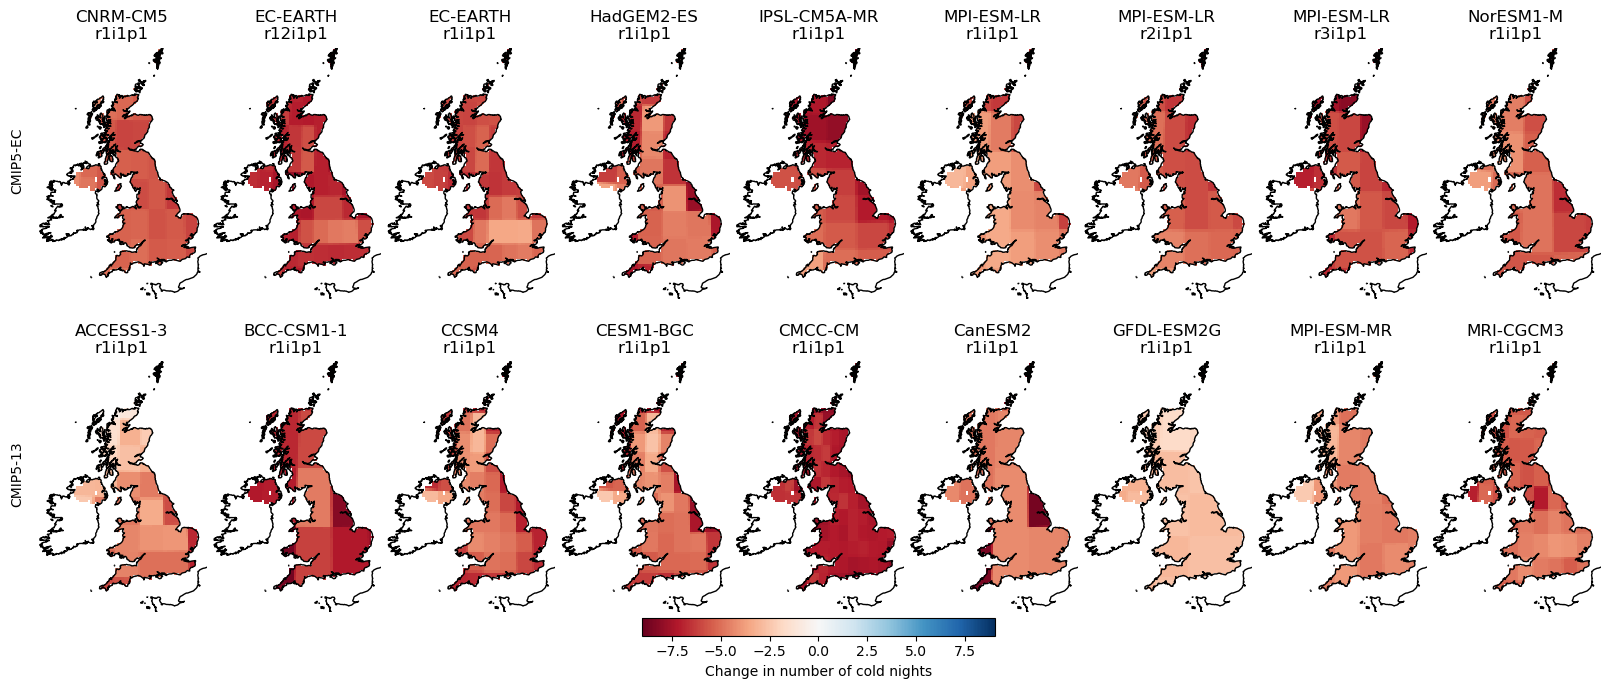 CNRM-CM5
r1i1p1
EC-EARTH
r12i1p1
EC-EARTH
r1i1p1
HadGEM2-ES
r1i1p1
IPSL-CM5A-MR
r1i1p1
MPI-ESM-LR
r1i1p1
MPI-ESM-LR
r2i1p1
MPI-ESM-LR
r3i1p1
NorESM1-M
r1i1p1
CMIP5-EC
ACCESS1-3
r1i1p1
BCC-CSM1-1
r1i1p1
CCSM4
r1i1p1
CESM1-BGC
r1i1p1
CMCC-CM
r1i1p1
CanESM2
r1i1p1
GFDL-ESM2G
r1i1p1
MPI-ESM-MR
r1i1p1
MRI-CGCM3
r1i1p1
CMIP5-13
−7.5 −5.0 −2.5 0.0 2.5 5.0 7.5
Change in number of cold nights